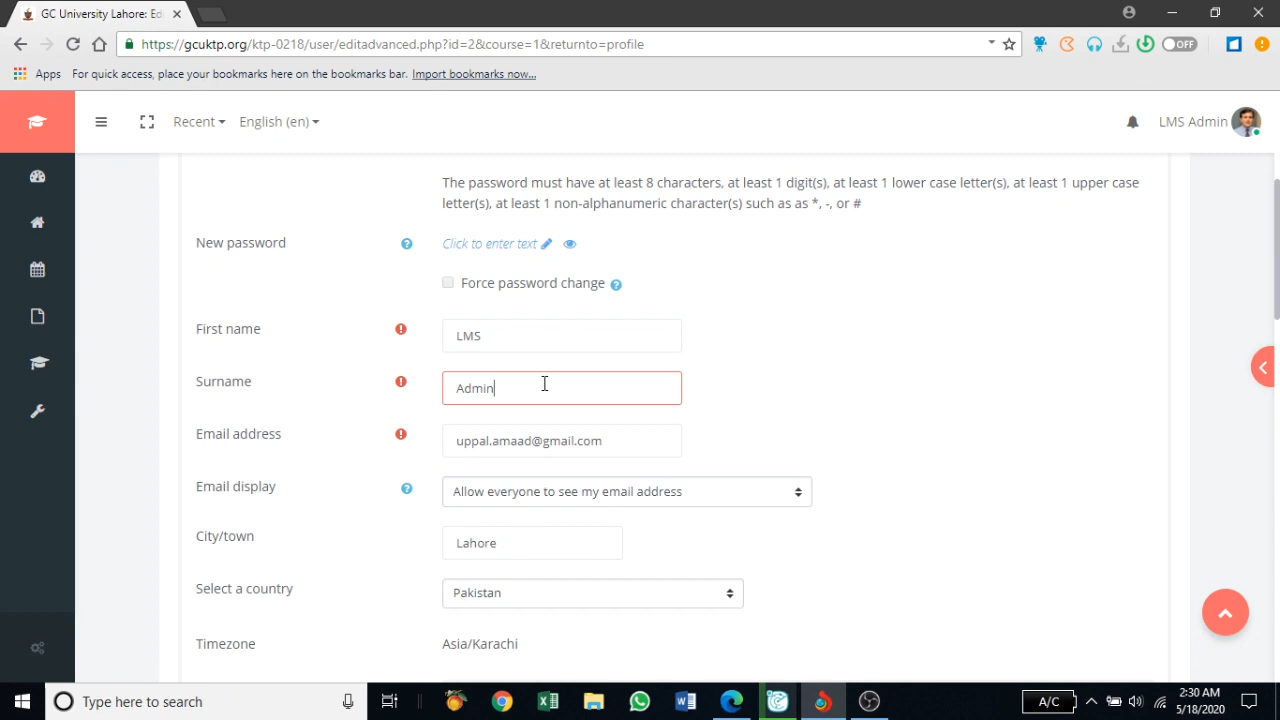 GC University Lahore: Edi
https://gcuktp.org/ktp-0218/user/editadvanced.php?id=2&course=1&returnto=profile
OFF
Apps For quick access, place your bookmarks here on the bookmarks bar. Import bookmarks now...
Recent English (en) LMS Admin
The password must have at least 8 characters, at least 1 digit(s), at least 1 lower case letter(s), at least 1 upper case
letter(s), at least 1 non-alphanumeric character(s) such as as *, -, or #
New password Click to enter text
Force password change
First name LMS
Surname Admin
Email address uppal.amaad@gmail.com
Email display Allow everyone to see my email address
City/town Lahore
Select a country Pakistan
Timezone Asia/Karachi
Type here to search A/C 2:30 AM
5/18/2020